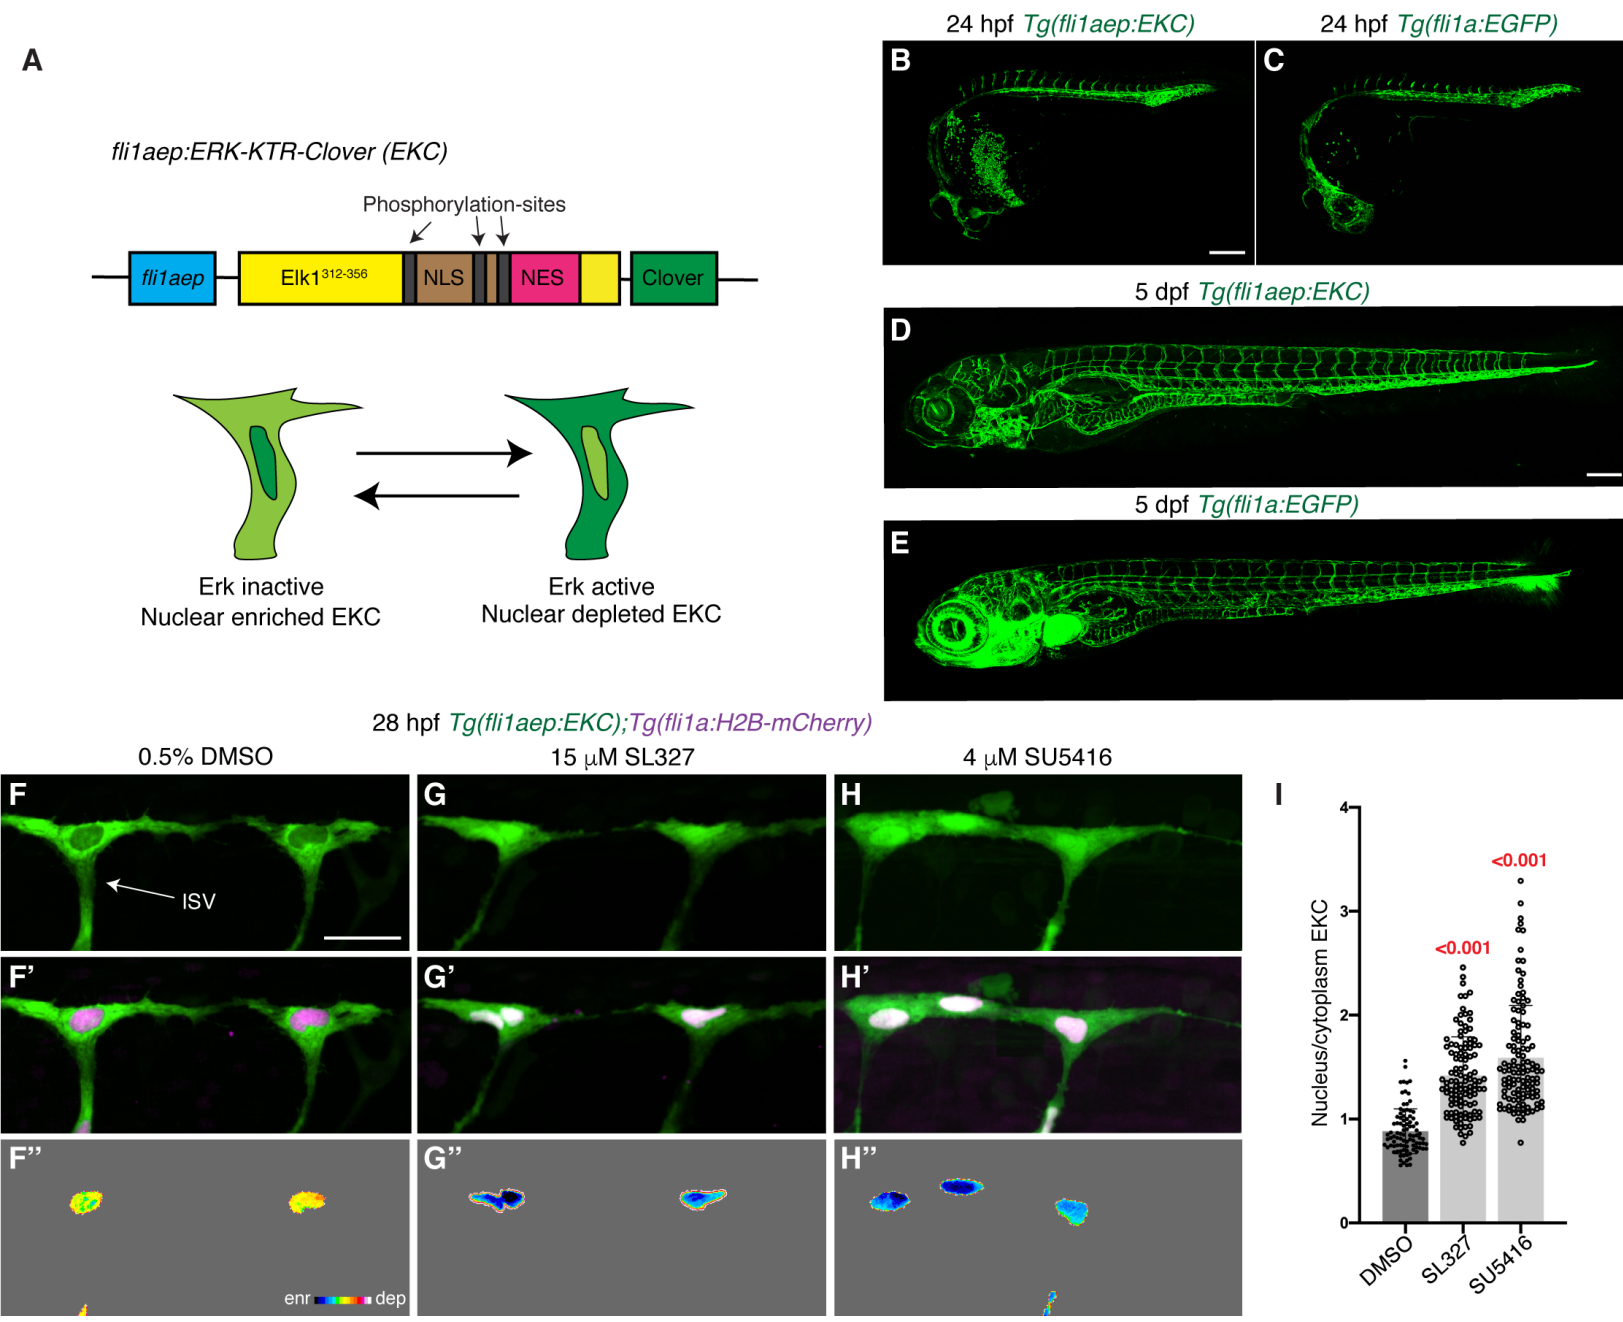 A
fli1aep:ERK-KTR-Clover (EKC)
Phosphorylation-sites
fli1aep
Elk1312-356
NLS
NES
Clover
Erk inactive
Nuclear enriched EKC
Erk active
Nuclear depleted EKC
24 hpf Tg(fli1aep:EKC)
24 hpf Tg(fli1a:EGFP)
B
C
5 dpf Tg(fli1aep:EKC)
D
5 dpf Tg(fli1a:EGFP)
E
28 hpf Tg(fli1aep:EKC);Tg(fli1a:H2B-mCherry)
0.5% DMSO
15 μM SL327
4 μM SU5416
F
ISV
G
H
F’
G’
H’
F’’
enr
dep
G’’
H’’
I
Nucleus/cytoplasm EKC
4
3
2
1
0
<0.001
<0.001
DMSO
SL327
SU5416